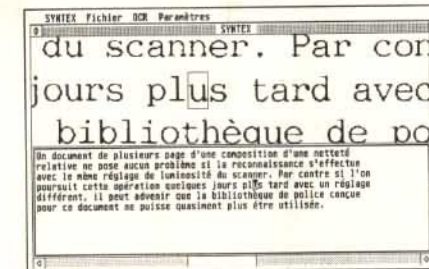 SYNTEX Fichier OCR Paramètres
SYNTEX
du scanner. Par con
jours plus tard avec
bibliothèque de po
Un document de plusieurs page d'une composition d'une netteté
relative ne pose aucun problème si la reconnaissance s'effectue
avec le même réglage de luminosité du scanner. Par contre si l'on
poursuit cette opération quelques jours plus tard avec un réglage
différent, il peut advenir que la bibliothèque de police conçue
pour ce document ne puisse quasiment plus être utilisée.